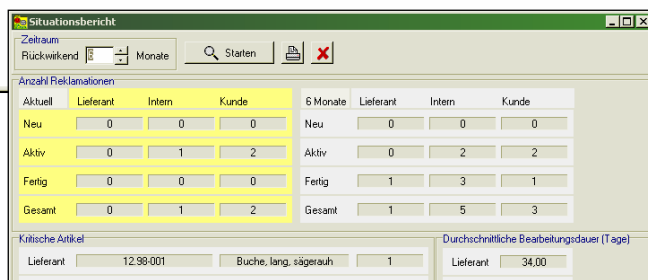 Situationsbericht
Zeitraum
Rückwirkend 6 Monate Starten
Anzahl Reklamationen
Aktuell Lieferant Intern Kunde 6 Monate Lieferant Intern Kunde
Neu 0 0 0 Neu 0 0 0
Aktiv 0 1 2 Aktiv 0 2 2
Fertig 0 0 0 Fertig 1 3 1
Gesamt 0 1 2 Gesamt 1 5 3
Kritische Artikel Durchschnittliche Bearbeitungsdauer (Tage)
Lieferant 12.98-001 Buche, lang, sägerauh 1 Lieferant 34,00